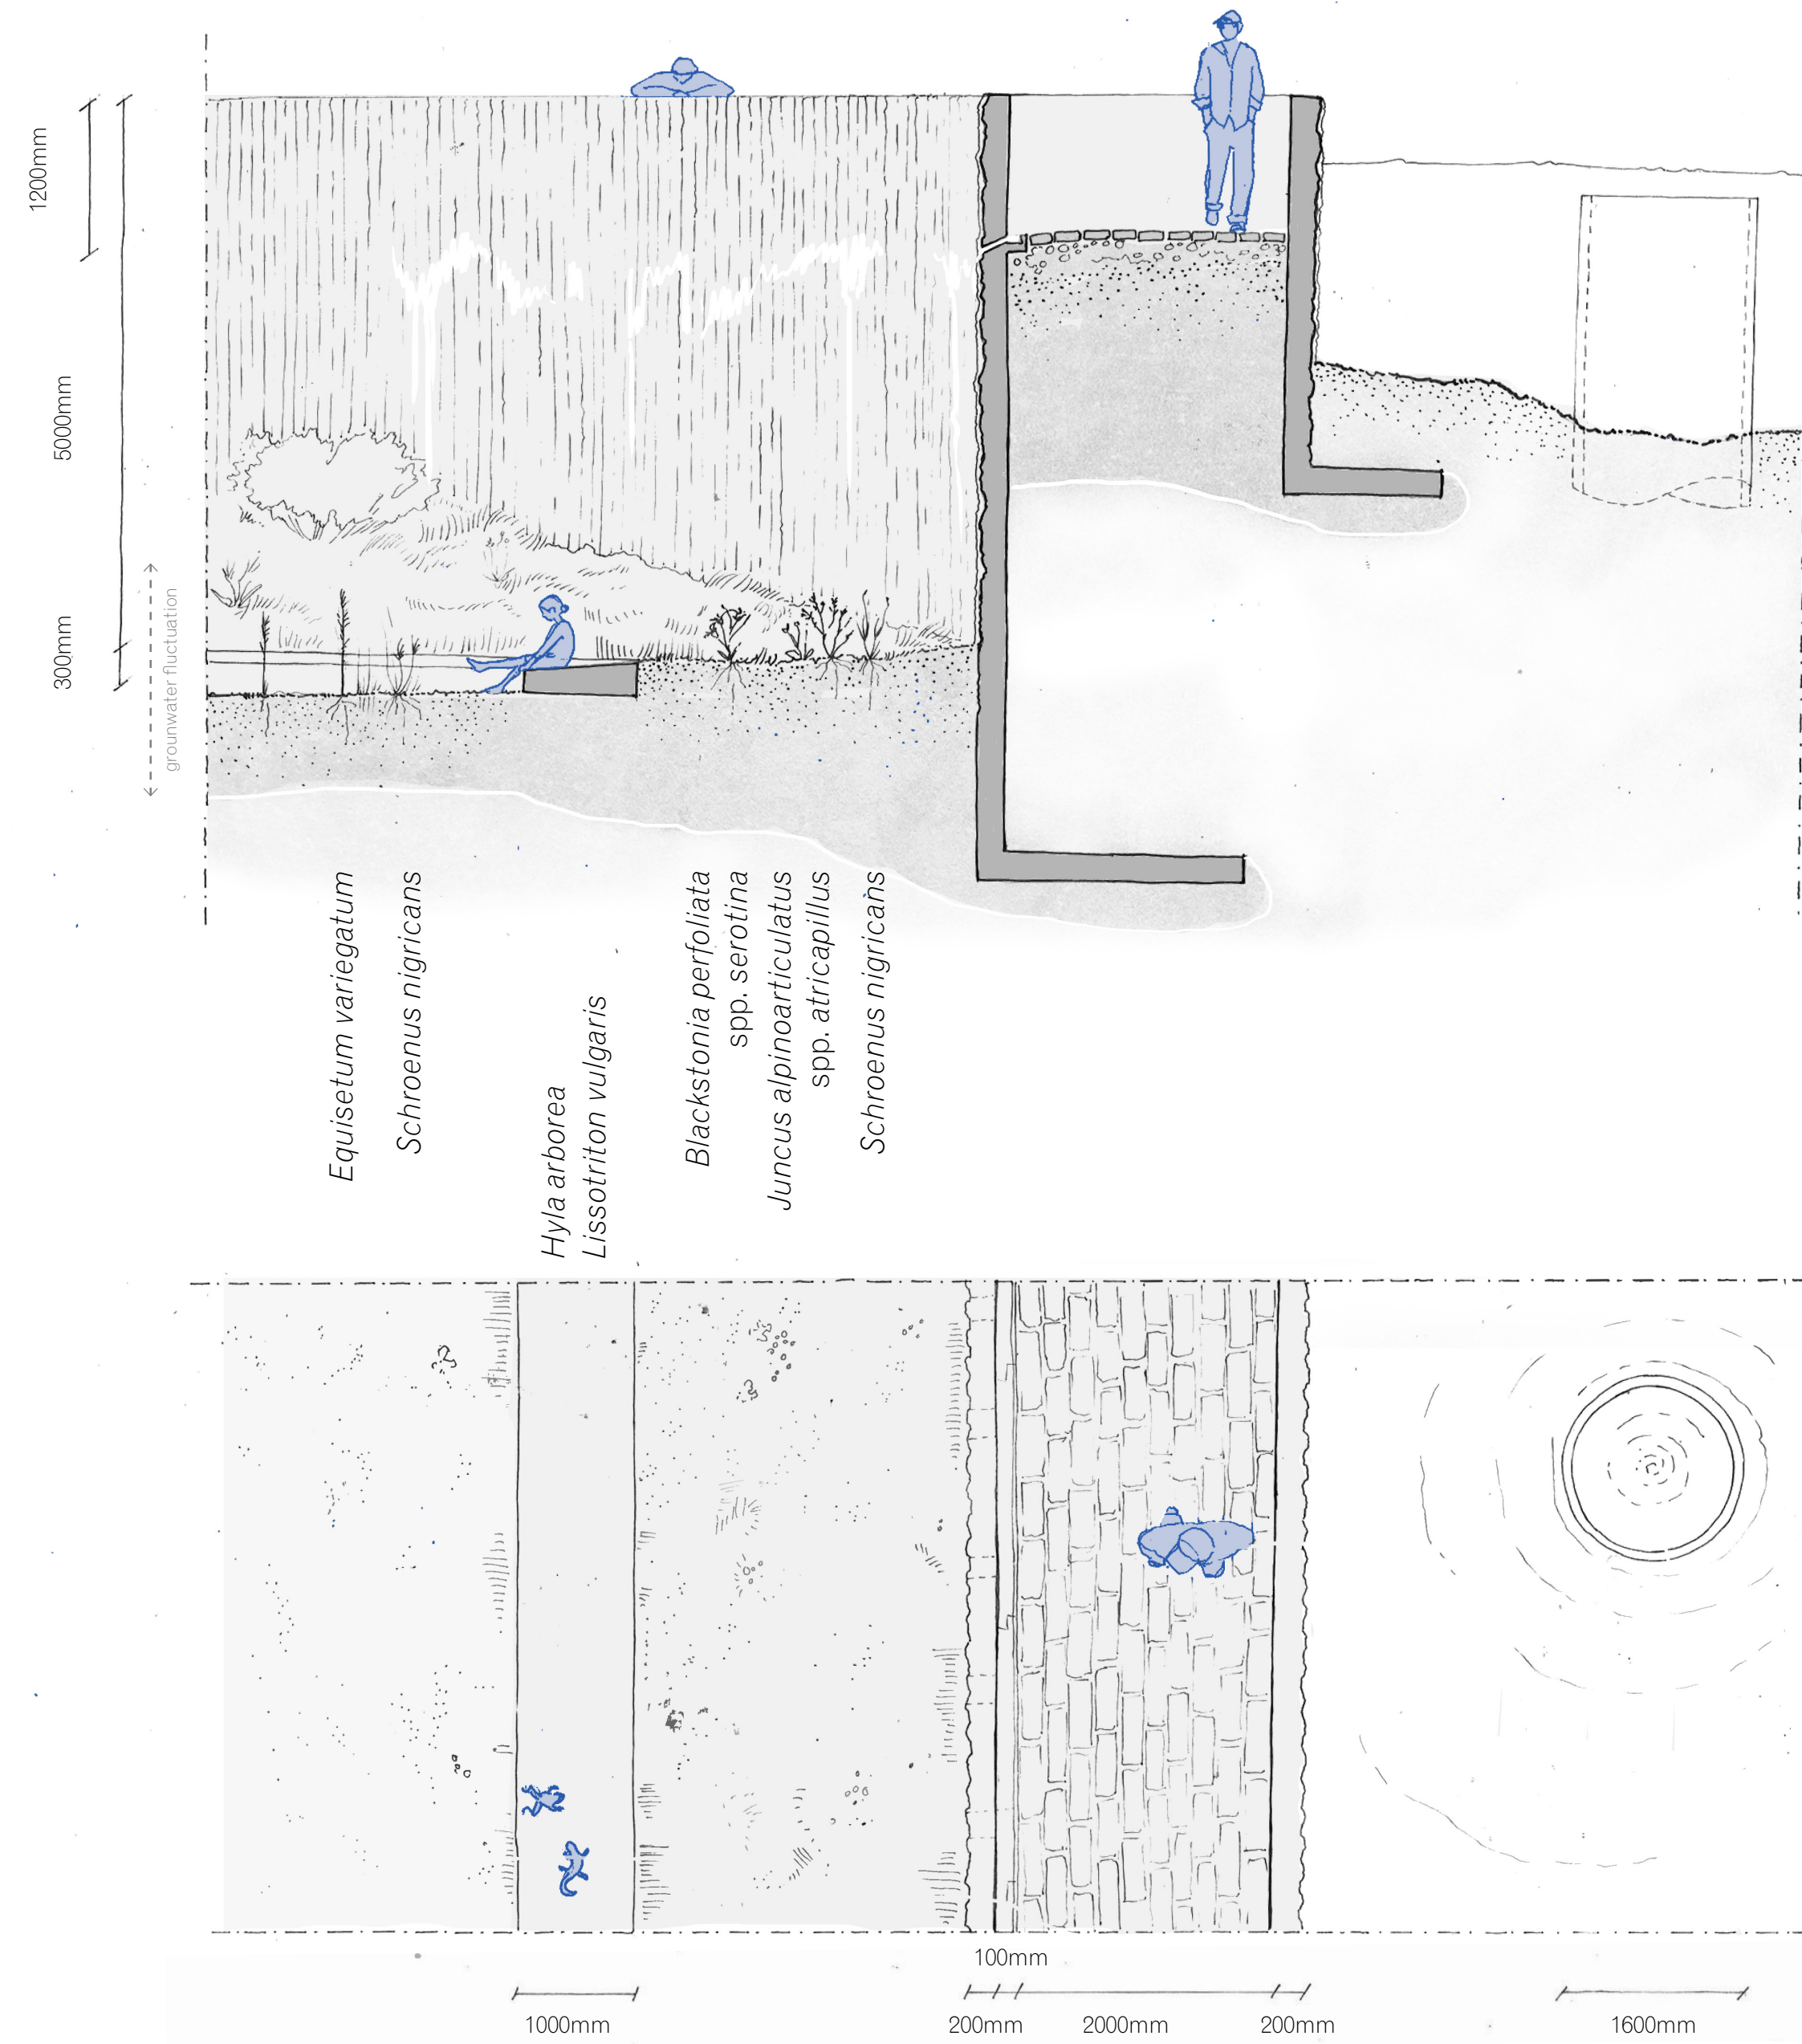 1200mm
5000mm
300mm
grounwater fluctuation
Equisetum variegatum
Schroenus nigricans
Hyla arborea
Lissotriton vulgaris
Blackstonia perfoliata
spp. serotina
Juncus alpinoarticulatus
spp. atricapillus
Schroenus nigricans
100mm
1000mm
200mm
2000mm
200mm
1600mm